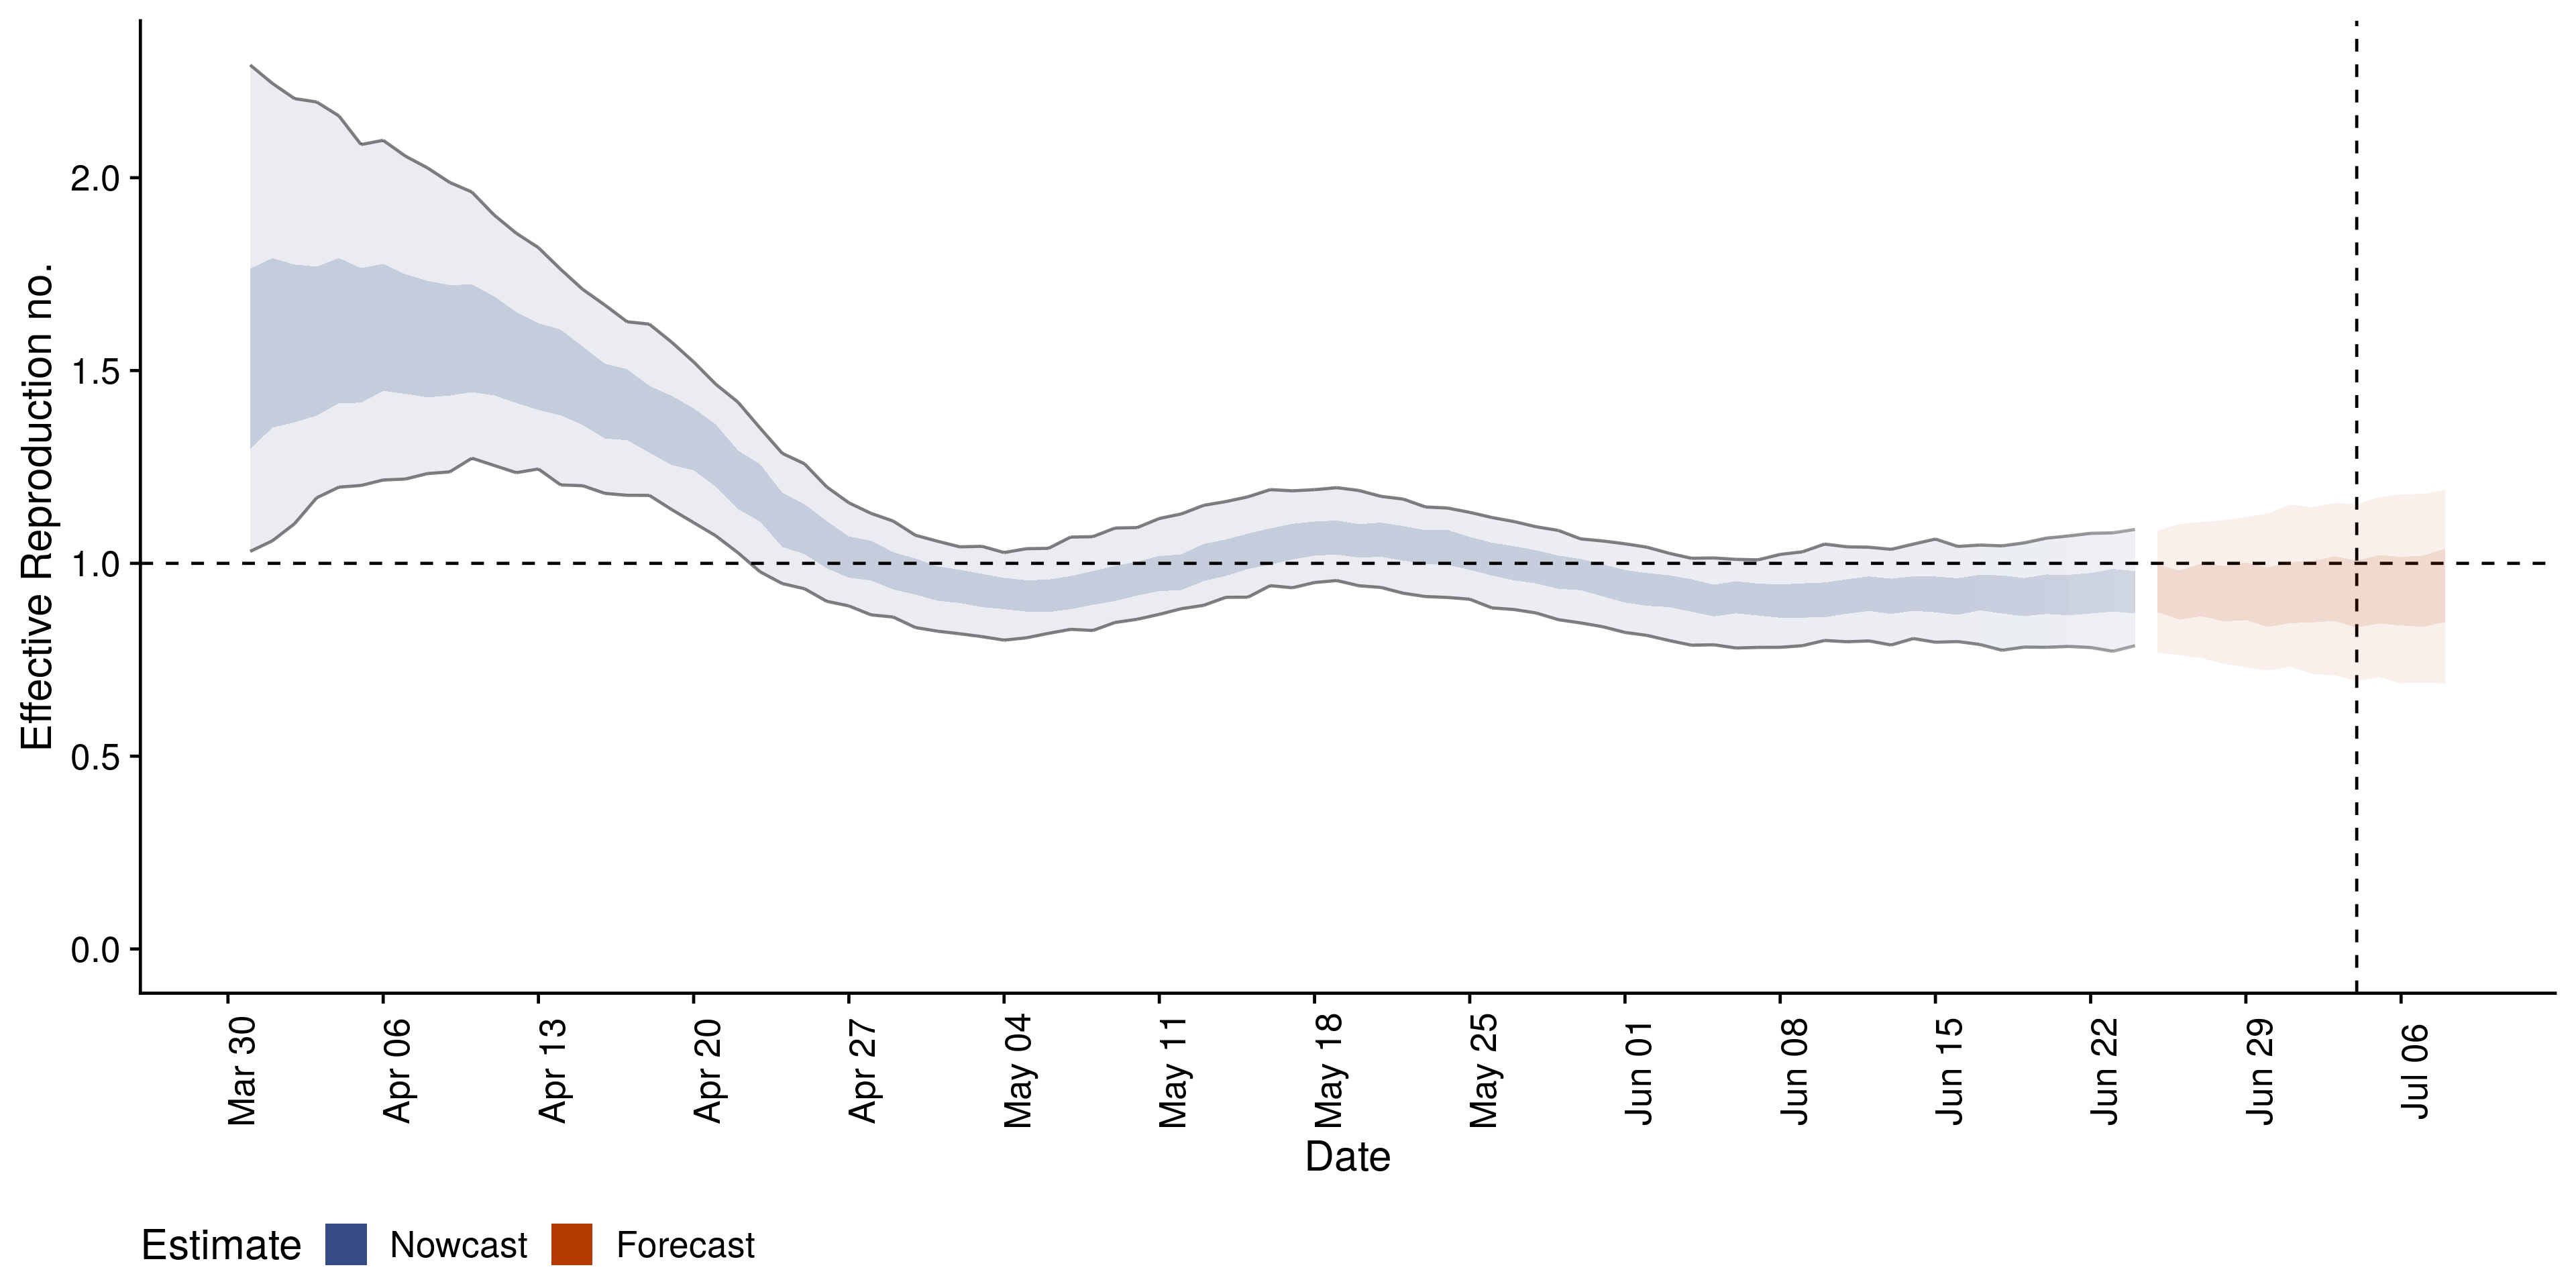 Effective Reproduction no.
2.0
1.5
1.0
0.5
0.0
Mar 30
Apr 06
Apr 13
Apr 20
Apr 27
May 04
May 11
May 18
May 25
Jun 01
Jun 08
Jun 15
Jun 22
Jun 29
Jul 06
Date
Estimate Nowcast Forecast